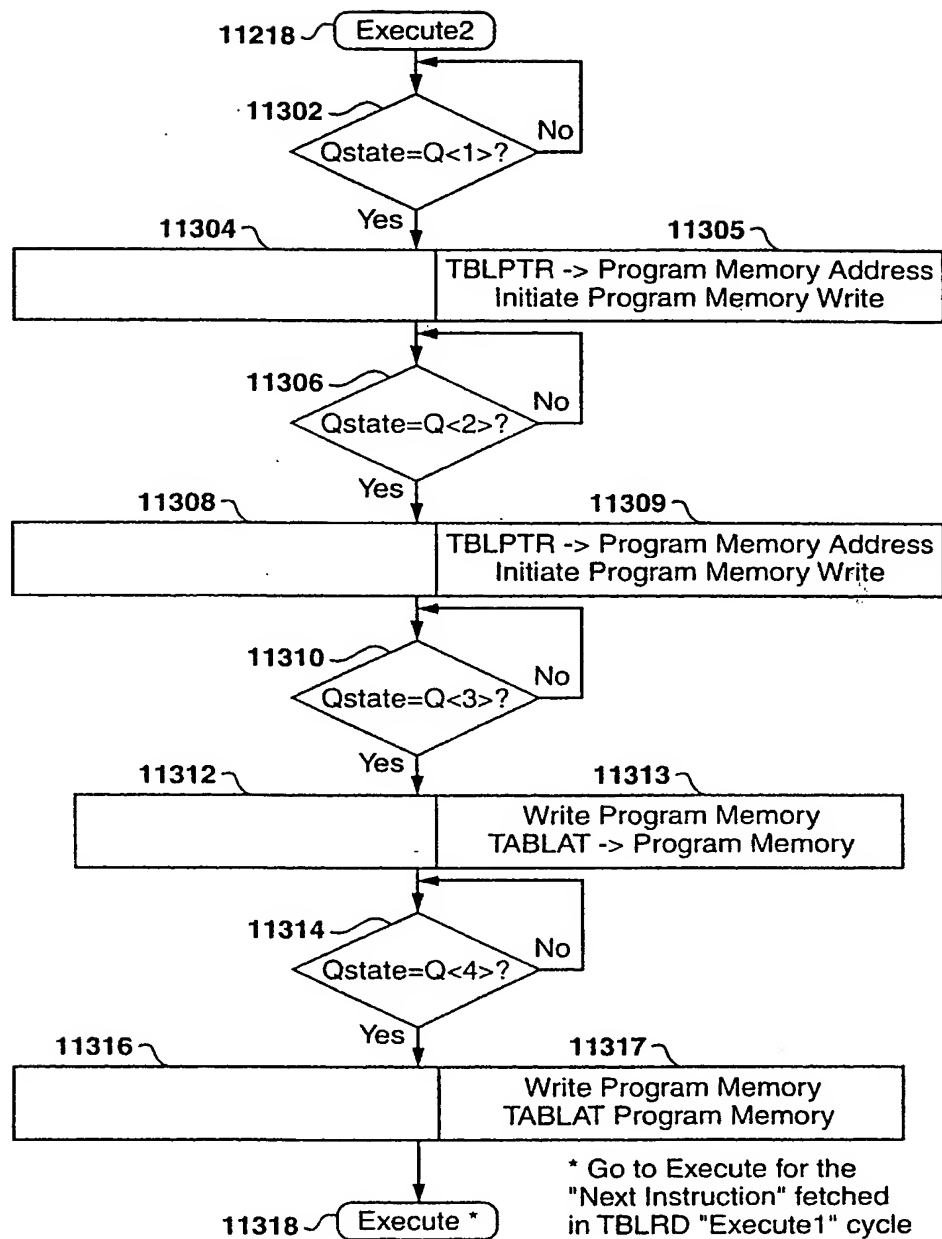 11218
Execute2
11302
Qstate=Q<1>?
No
Yes
11304
11305
TBLPTR -> Program Memory Address
Initiate Program Memory Write
11306
Qstate=Q<2>?
No
Yes
11308
11309
TBLPTR -> Program Memory Address
Initiate Program Memory Write
11310
Qstate=Q<3>?
No
Yes
11312
11313
Write Program Memory
TABLAT -> Program Memory
11314
Qstate=Q<4>?
No
Yes
11316
11317
Write Program Memory
TABLAT Program Memory
11318
Execute *
* Go to Execute for the
"Next Instruction" fetched
in TBLRD "Execute1" cycle